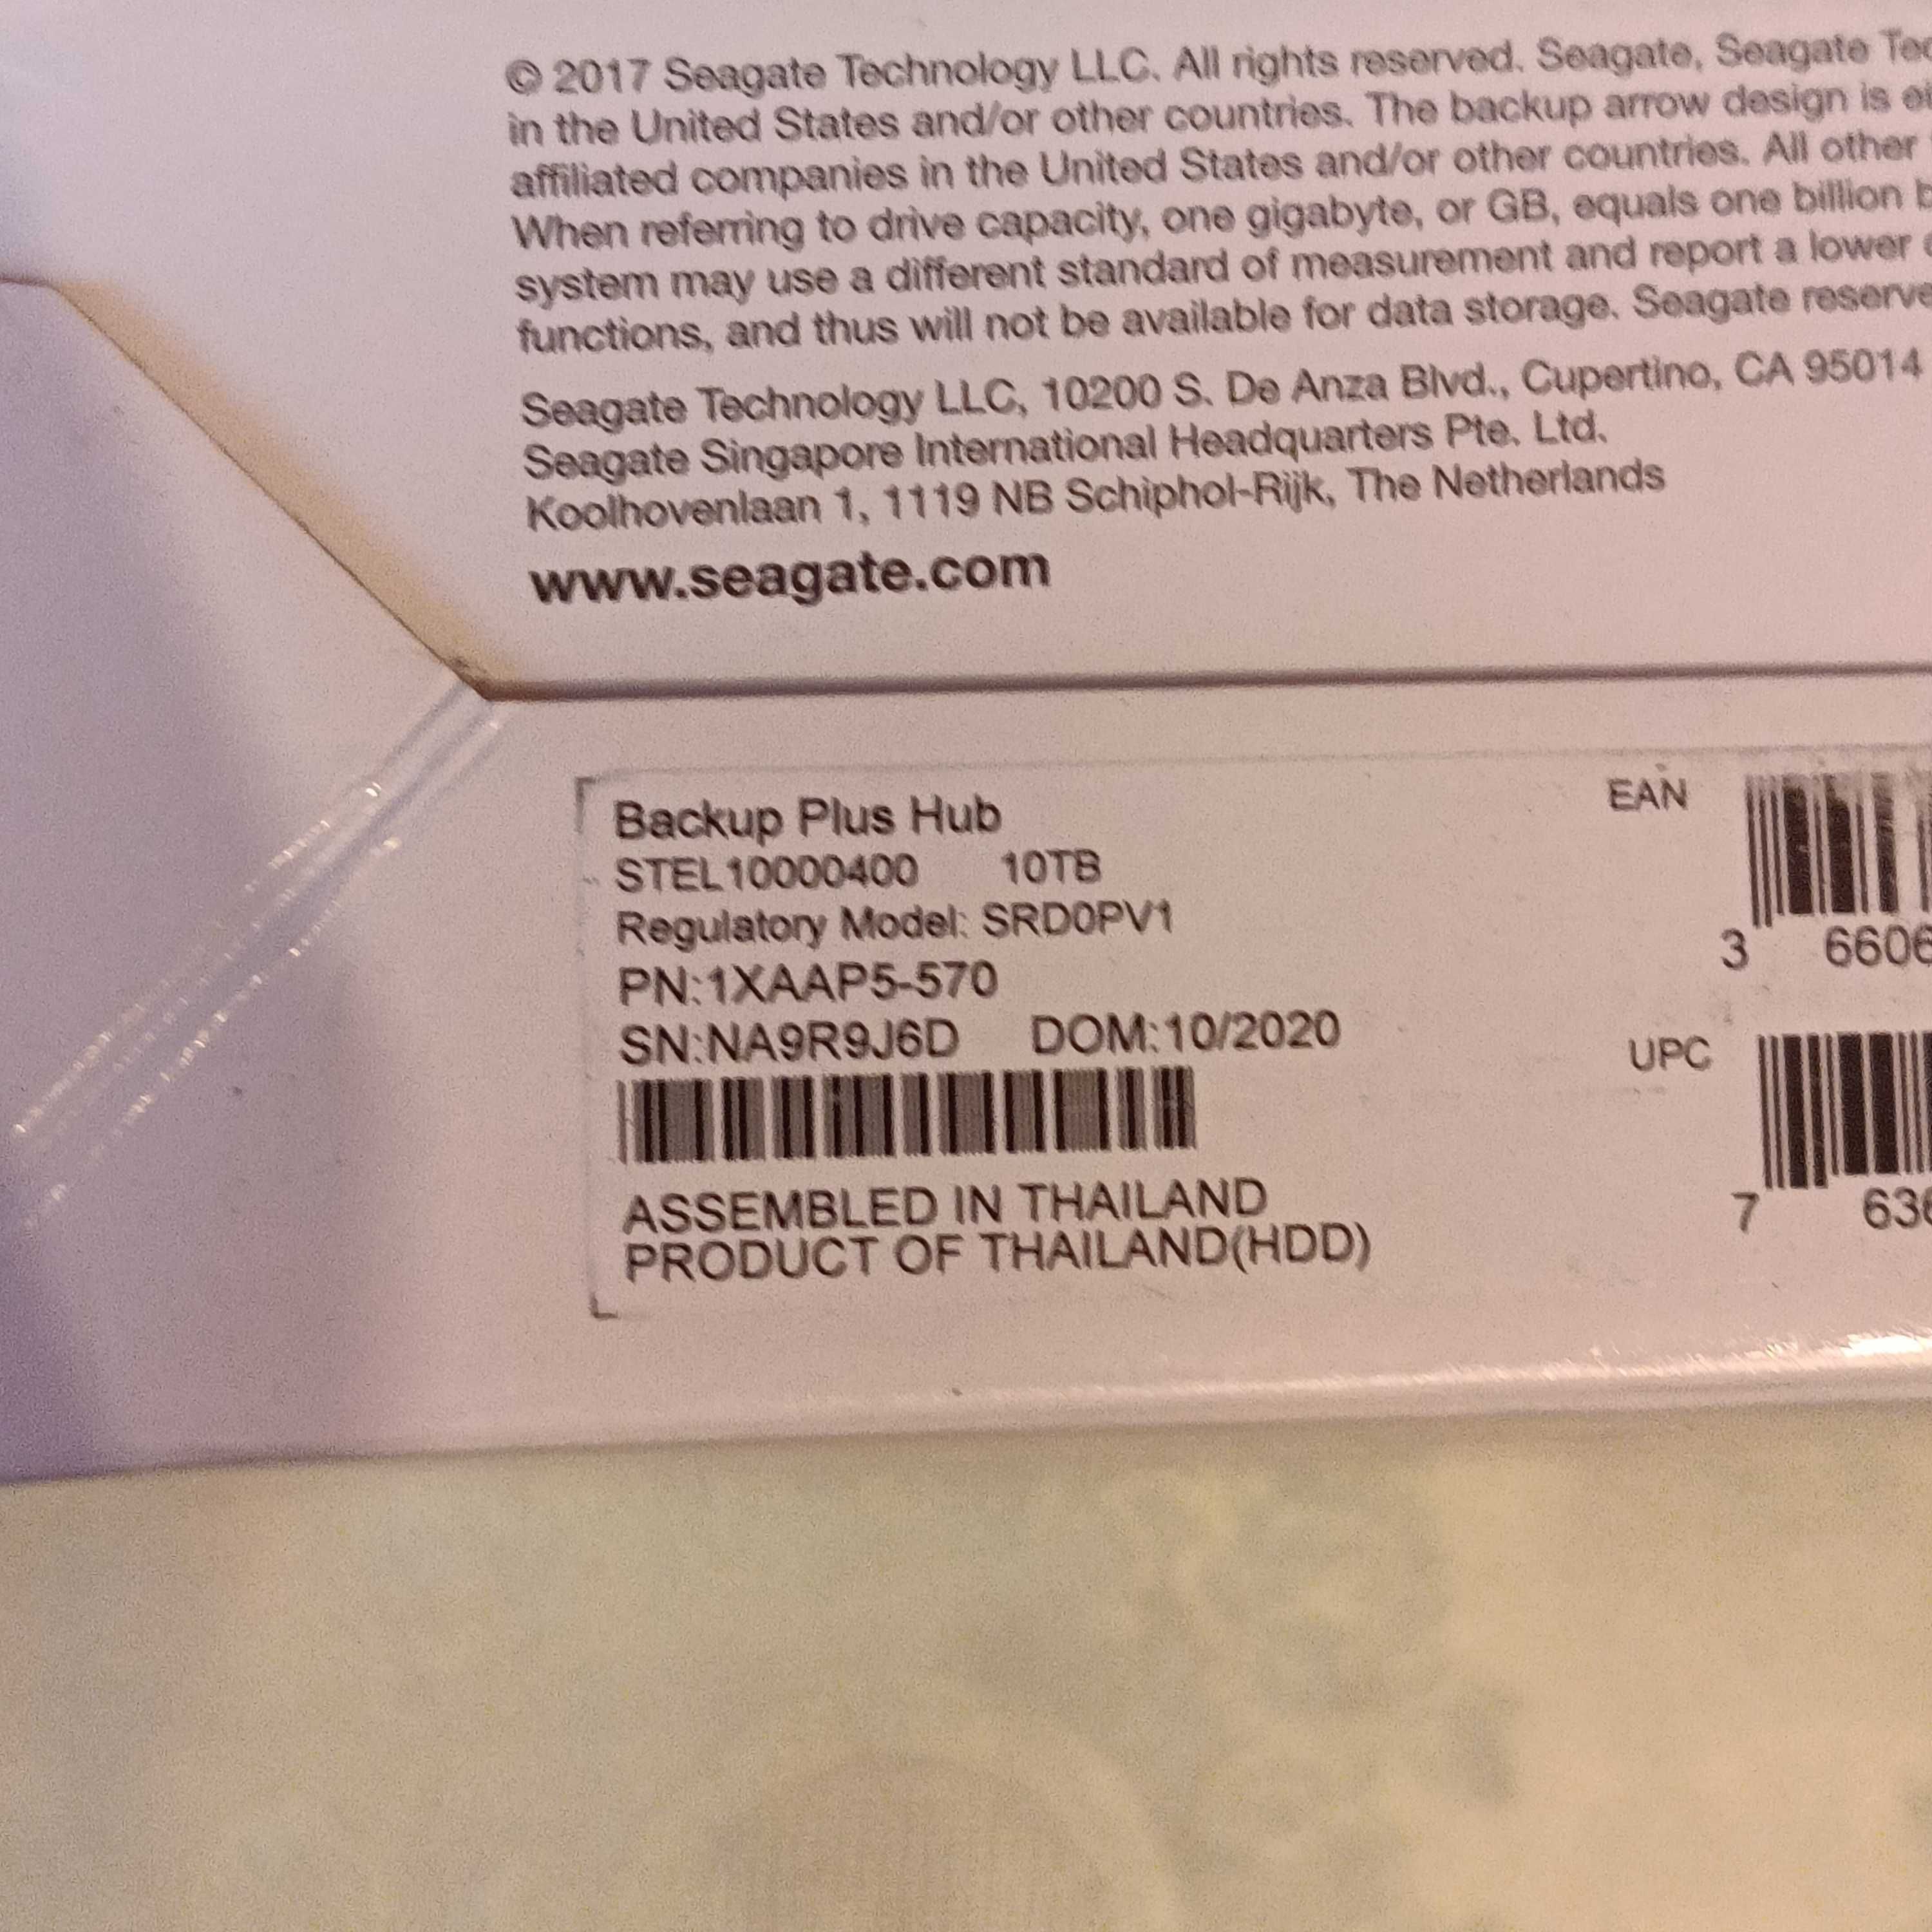 © 2017 Seagate Technology LLC. All rights reserved. Seagate, Seagate
in the United States and/or other countries. The backup arrow design is
affiliated companies in the United States and/or other countries. All other
When referring to drive capacity, one gigabyte, or GB, equals one billion
system may use a different standard of measurement and report a lower
functions, and thus will not be available for data storage. Seagate
Seagate Technology LLC, 10200 S. De Anza Blvd., Cupertino, CA 95014
Seagate Singapore International Headquarters Pte. Ltd.
Koolhovenlaan 1, 1119 NB Schiphol-Rijk, The Netherlands
www.seagate.com
Backup Plus Hub
STEL10000400 10TB
Regulatory Model: SRD0PV1
PN:1XAAP5-570
SN:NA9R9J6D DOM:10/2020
ASSEMBLED IN THAILAND
PRODUCT OF THAILAND(HDD)
EAN
3 6606
UPC
7 636